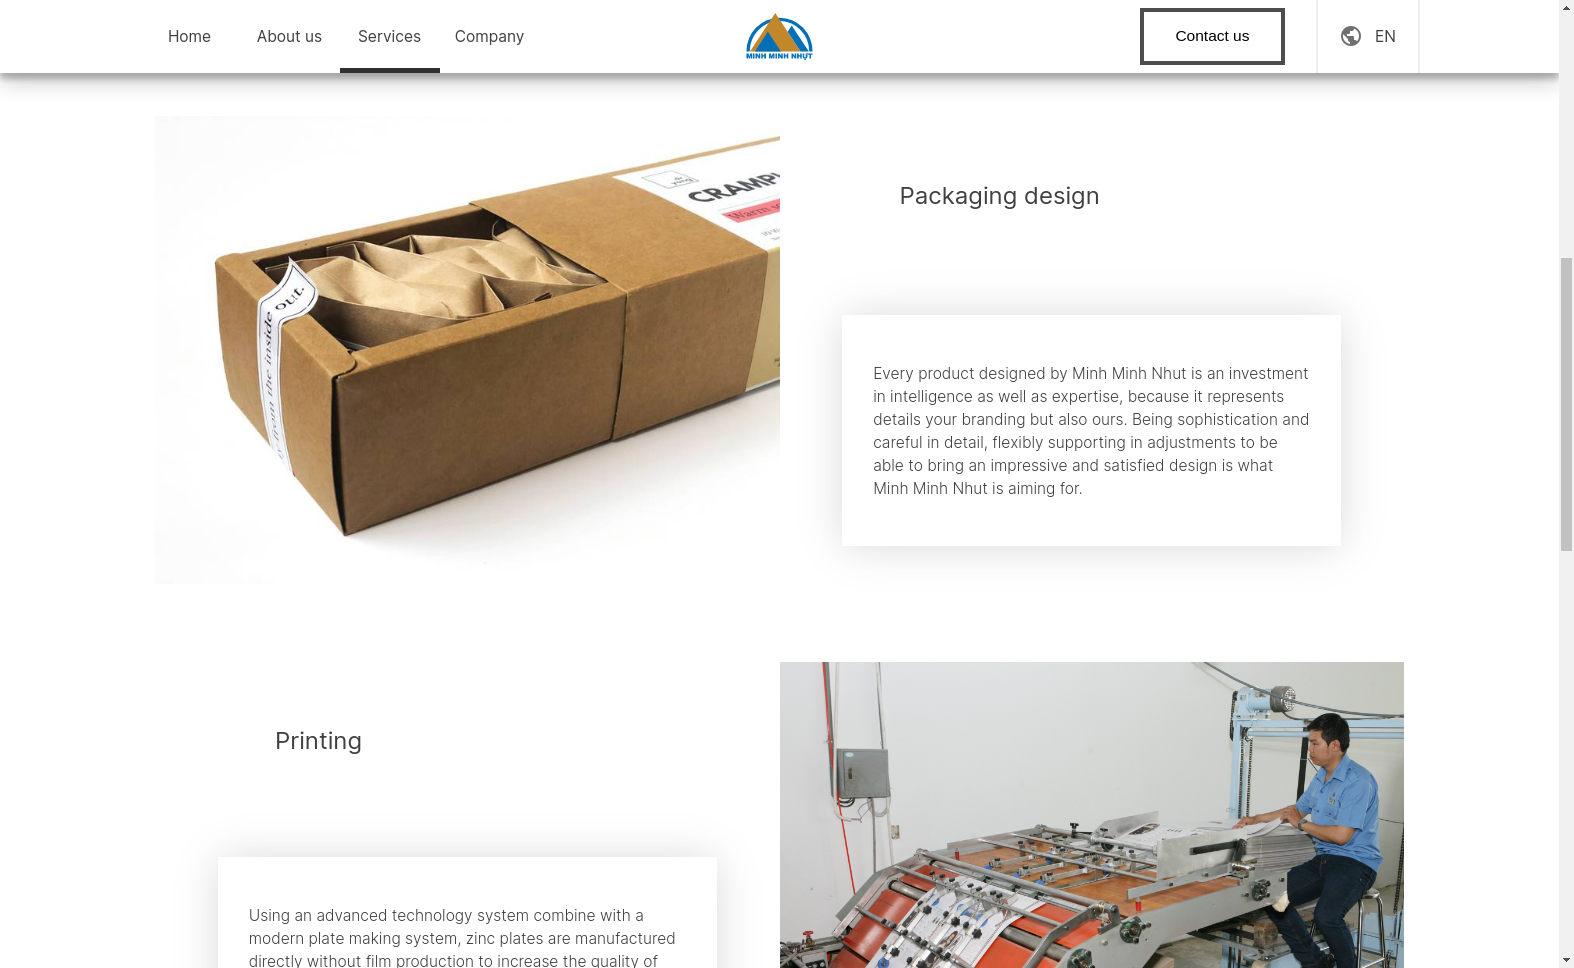 Home
About us
Services
Company
MINH MINH NHỰT
Contact us
EN
out.
from the inside
CRAMP
Warm
Packaging design
Every product designed by Minh Minh Nhut is an investment
in intelligence as well as expertise, because it represents
details your branding but also ours. Being sophistication and
careful in detail, flexibly supporting in adjustments to be
able to bring an impressive and satisfied design is what
Minh Minh Nhut is aiming for.
Printing
Using an advanced technology system combine with a
modern plate making system, zinc plates are manufactured
directly without film production to increase the quality of